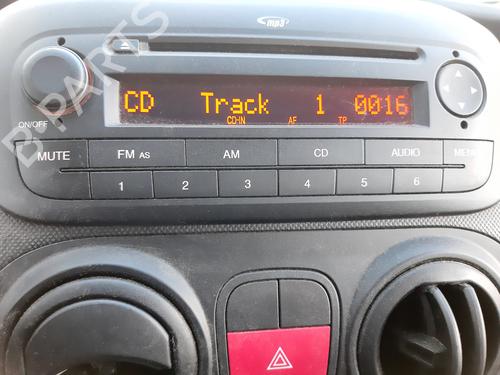 mp3
CD Track 1 0016
CD-IN AF TP
ON/OFF
MUTE FM AS AM CD AUDIO MENU
1 2 3 4 5 6
B-PARTS